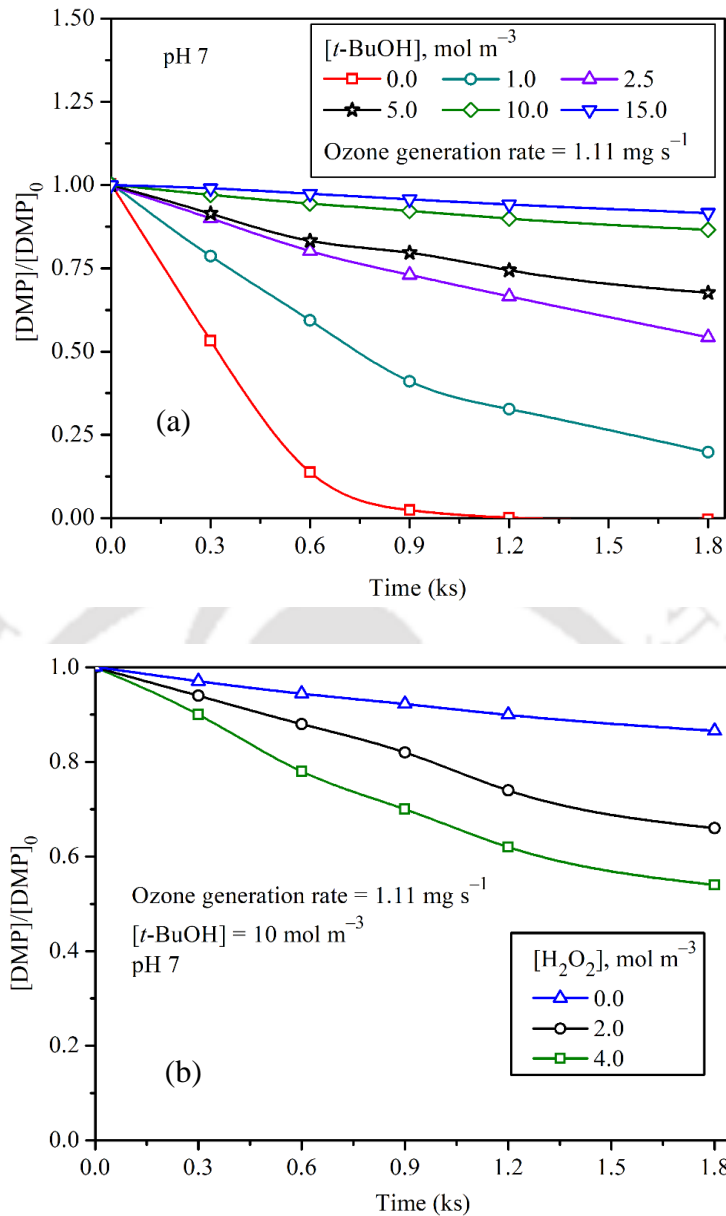 1.50
1.25
1.00
0.75
0.50
0.25
0.00
[DMP]/[DMP]₀
pH 7
[t-BuOH], mol m⁻³
0.0 1.0 2.5
5.0 10.0 15.0
Ozone generation rate = 1.11 mg s⁻¹
(a)
0.0 0.3 0.6 0.9 1.2 1.5 1.8
Time (ks)
1.0
0.8
0.6
0.4
0.2
0.0
[DMP]/[DMP]₀
Ozone generation rate = 1.11 mg s⁻¹
[t-BuOH] = 10 mol m⁻³
pH 7
[H₂O₂], mol m⁻³
0.0
2.0
4.0
(b)
0.0 0.3 0.6 0.9 1.2 1.5 1.8
Time (ks)